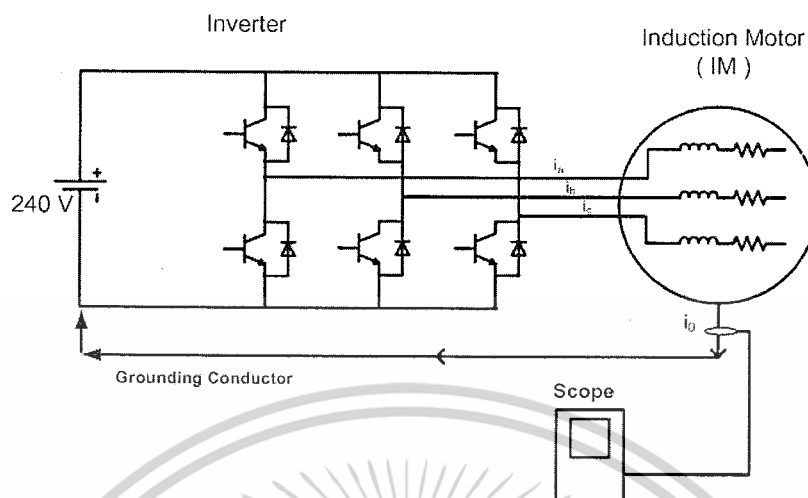 Inverter
Induction Motor
( IM )
+
240 V
i_a
i_b
i_c
i_0
Grounding Conductor
Scope